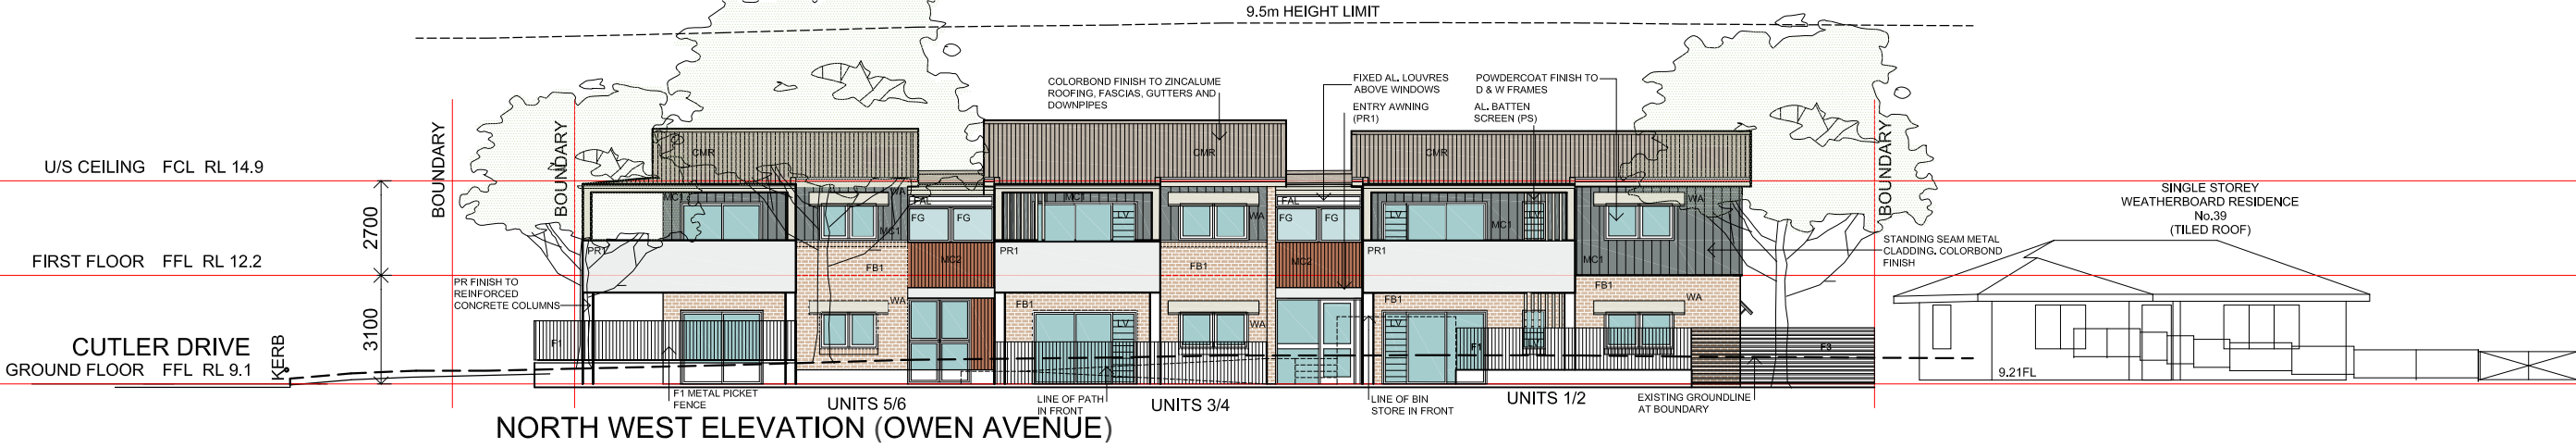 9.5m HEIGHT LIMIT
COLORBOND FINISH TO ZINCALUME
ROOFING, FASCIAS, GUTTERS AND
DOWNPIPES
FIXED AL. LOUVRES
ABOVE WINDOWS
ENTRY AWNING
(PR1)
POWDERCOAT FINISH TO
D & W FRAMES
AL. BATTEN
SCREEN (PS)
BOUNDARY
BOUNDARY
BOUNDARY
CMR
CMR
CMR
U/S CEILING FCL RL 14.9
2700
FIRST FLOOR FFL RL 12.2
3100
CUTLER DRIVE
GROUND FLOOR FFL RL 9.1
KERB
MC1
WA
FAL
FG
FG
MC1
PR1
FB1
MC2
WA
F1
MC1
LV
WA
FAL
FG
FG
PR1
FB1
MC2
FB1
LV
WA
LV
LV
MC1
WA
PR1
MC1
FB1
FB1
WA
LV
LV
F1
F3
PR FINISH TO
REINFORCED
CONCRETE COLUMNS
STANDING SEAM METAL
CLADDING, COLORBOND
FINISH
SINGLE STOREY
WEATHERBOARD RESIDENCE
No.39
(TILED ROOF)
9.21FL
F1 METAL PICKET
FENCE
UNITS 5/6
LINE OF PATH
IN FRONT
UNITS 3/4
LINE OF BIN
STORE IN FRONT
UNITS 1/2
EXISTING GROUNDLINE
AT BOUNDARY
NORTH WEST ELEVATION (OWEN AVENUE)